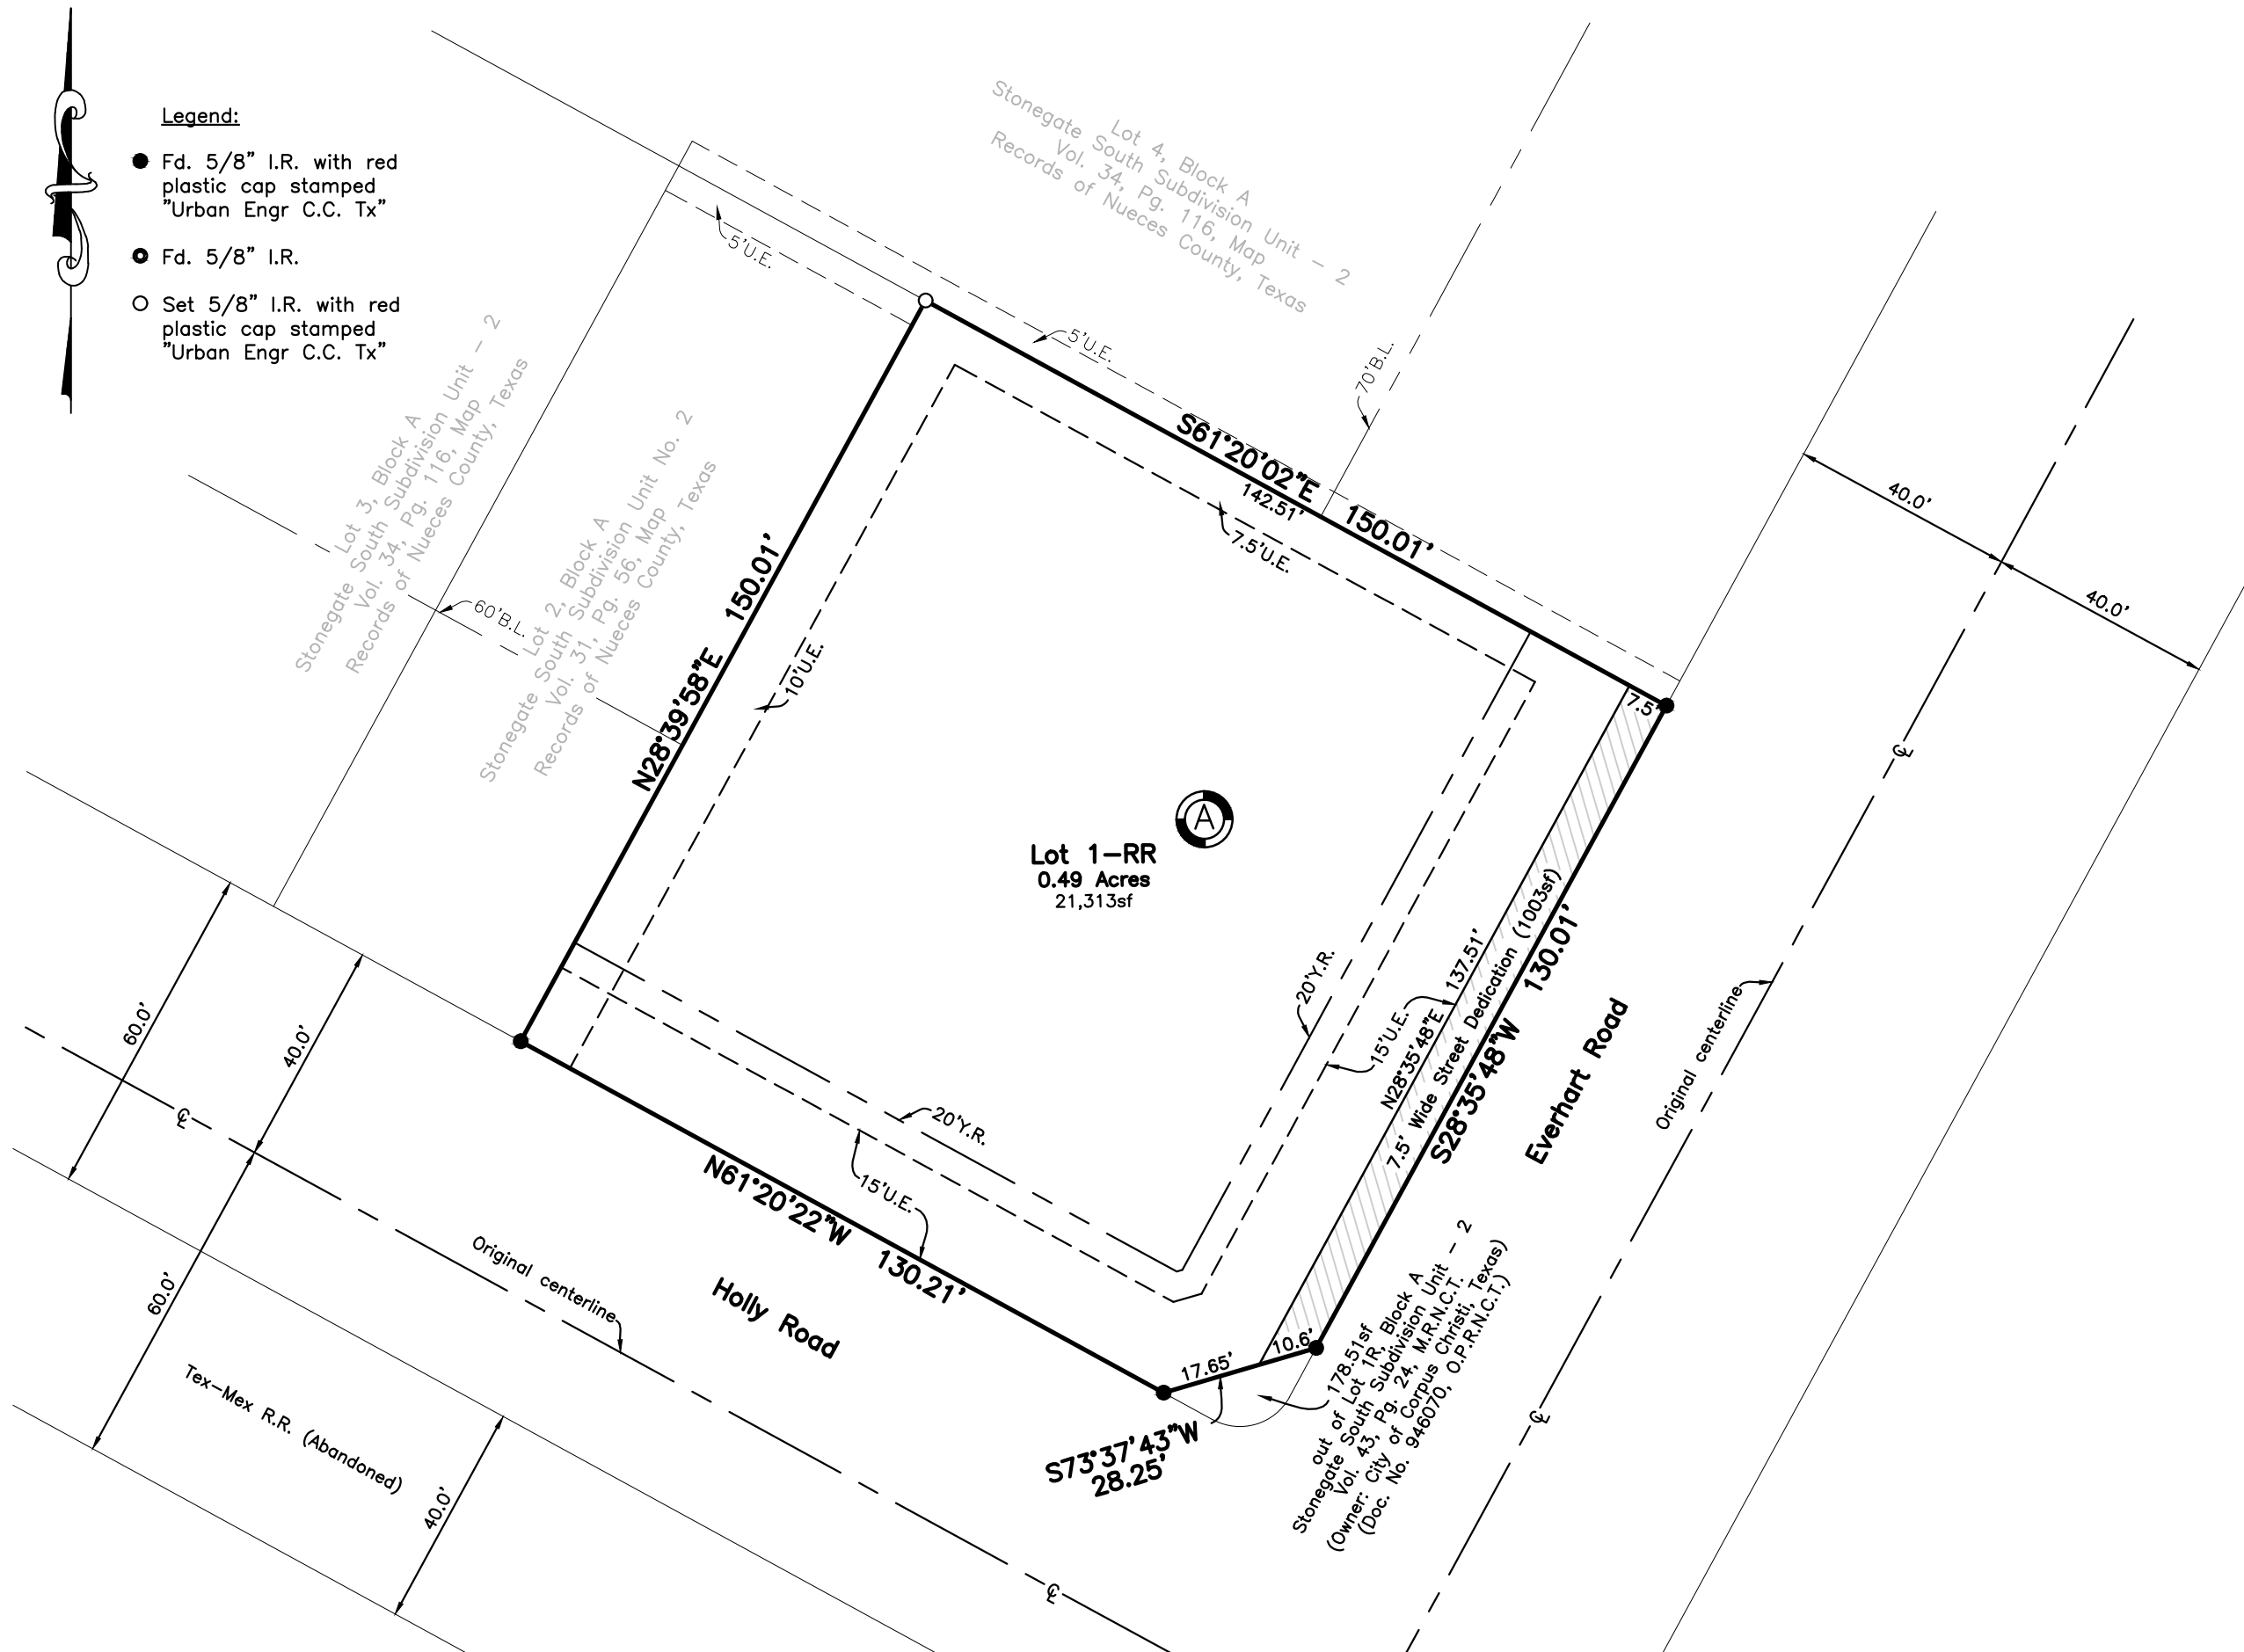 Legend:
Fd. 5/8" I.R. with red
plastic cap stamped
"Urban Engr C.C. Tx"
Fd. 5/8" I.R.
Set 5/8" I.R. with red
plastic cap stamped
"Urban Engr C.C. Tx"
Lot 4, Block A
Stonegate South Subdivision Unit - 2
Vol. 34, Pg. 116, Map
Records of Nueces County, Texas
5'U.E.
5'U.E.
70'B.L.
Lot 3, Block A
Stonegate South Subdivision Unit - 2
Vol. 34, Pg. 116, Map
Records of Nueces County, Texas
Lot 2, Block A
Stonegate South Subdivision Unit No. 2
Vol. 31, Pg. 56, Map
Records of Nueces County, Texas
60'B.L.
S61°20'02"E 150.01'
142.51'
7.5'U.E.
N28°39'58"E 150.01'
10'U.E.
40.0'
40.0'
7.5'
℄
A
Lot 1-RR
0.49 Acres
21,313sf
20'Y.R.
15'U.E.
N28°35'48"E 137.51'
7.5' Wide Street Dedication (1003sf)
S28°35'48"W 130.01'
Everhart Road
Original centerline
60.0'
40.0'
℄
20'Y.R.
15'U.E.
N61°20'22"W 130.21'
Holly Road
Original centerline
60.0'
Tex-Mex R.R. (Abandoned)
40.0'
17.65'
10.6'
S73°37'43"W
28.25'
178.51sf
out of Lot 1R, Block A
Stonegate South Subdivision Unit - 2
Vol. 43, Pg. 24, M.R.N.C.T.
(Owner: City of Corpus Christi, Texas)
(Doc. No. 946070, O.P.R.N.C.T.)
℄
℄